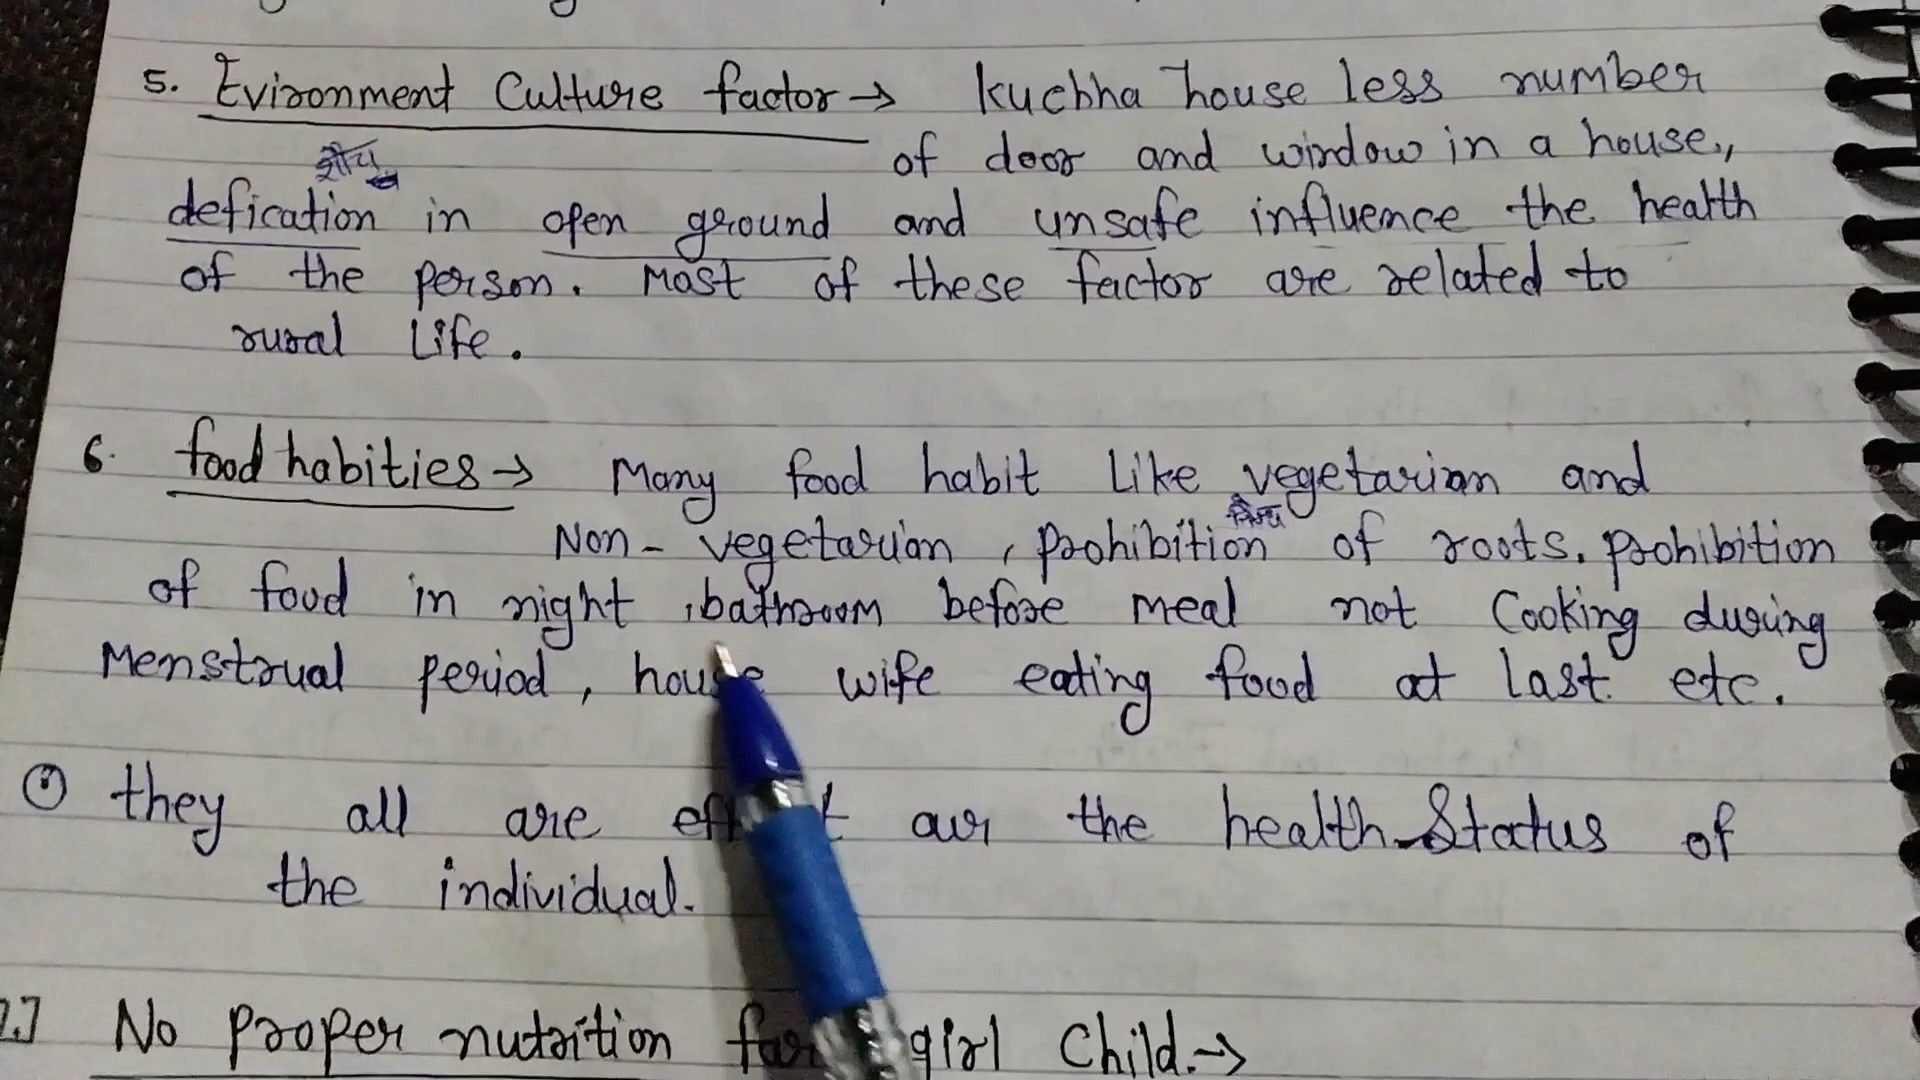 5. Evironment Culture factor → kuchha house less number
of door and window in a house.,
शौच
defication in open ground and unsafe influence the health
of the person. Most of these factor are related to
rural Life.
6. food habities → Many food habit like vegetarian and
Non - vegetarian , prohibition of roots. prohibition
of food in night , bathroom before meal not Cooking during
Menstrual period , house wife eating food at last etc.
they all are our the health Status of
the individual.
No proper nutrition girl Child. →